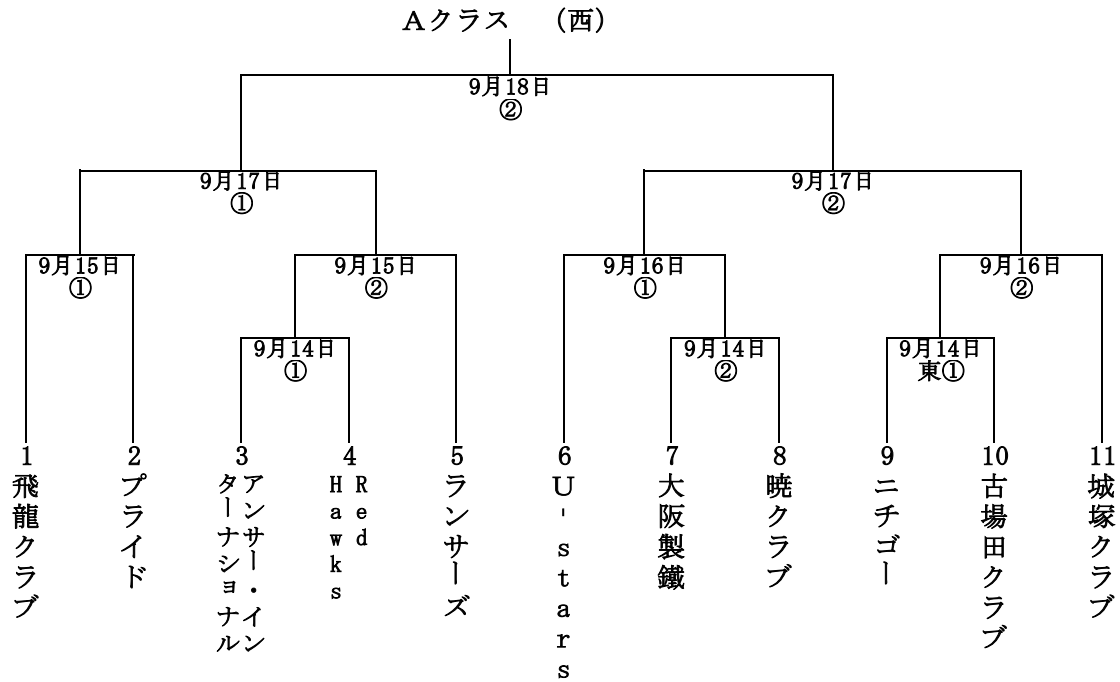 Aクラス　（西）
9月18日
②
9月17日
①
9月17日
②
9月15日
①
9月15日
②
9月16日
①
9月16日
②
9月14日
①
9月14日
②
9月14日
東①
1
飛龍クラブ
2
プライド
3
アンサー・イン
ターナショナル
4
Red
Hawks
5
ランサーズ
6
U'stars
7
大阪製鐵
8
暁クラブ
9
ニチゴー
10
古場田クラブ
11
城塚クラブ